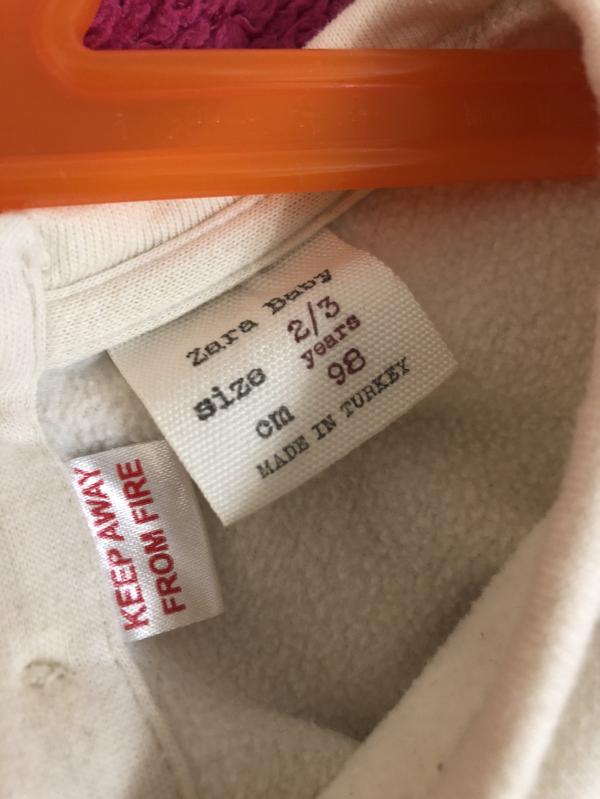 Zara Baby
size 2/3
years
cm 98
MADE IN TURKEY
KEEP AWAY
FROM FIRE